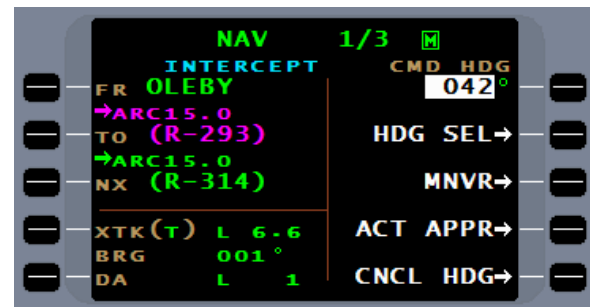 NAV 1/3 M
INTERCEPT CMD HDG
FR OLEBY 042°
→ARC15.0
TO (R-293) HDG SEL→
→ARC15.0
NX (R-314) MNVR→
XTK(T) L 6.6 ACT APPR→
BRG 001°
DA L 1 CNCL HDG→